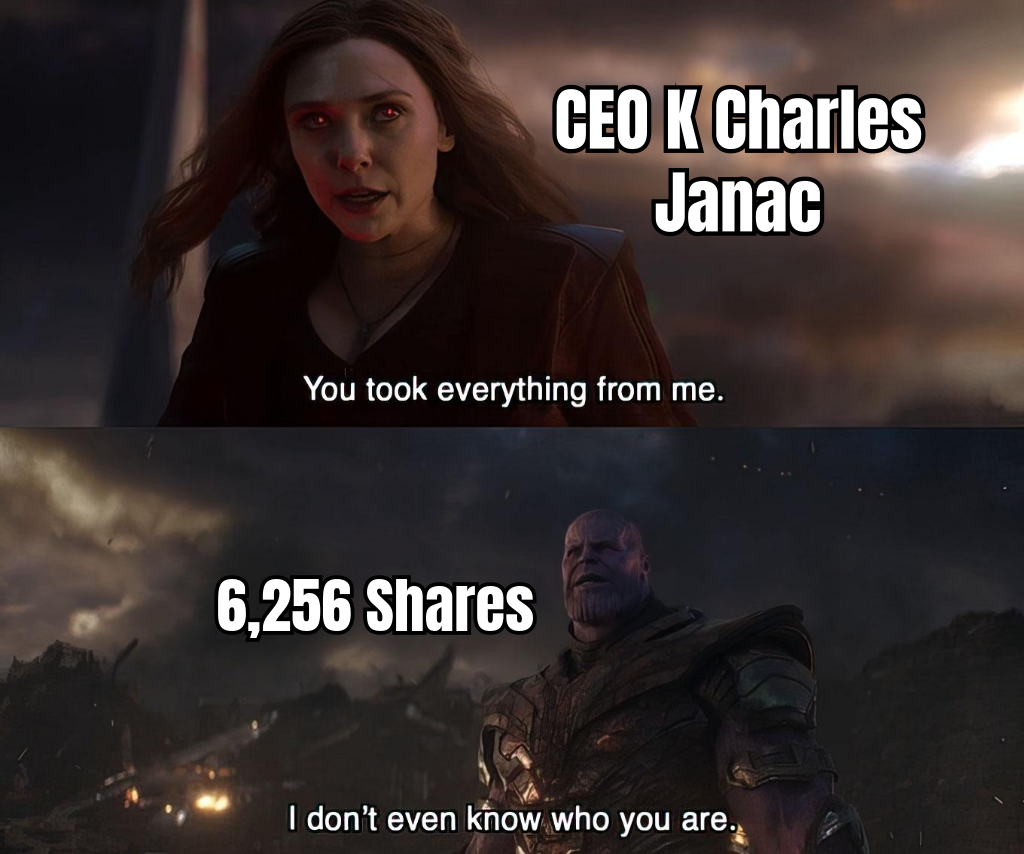 CEO K Charles
Janac
You took everything from me.
6,256 Shares
I don't even know who you are.